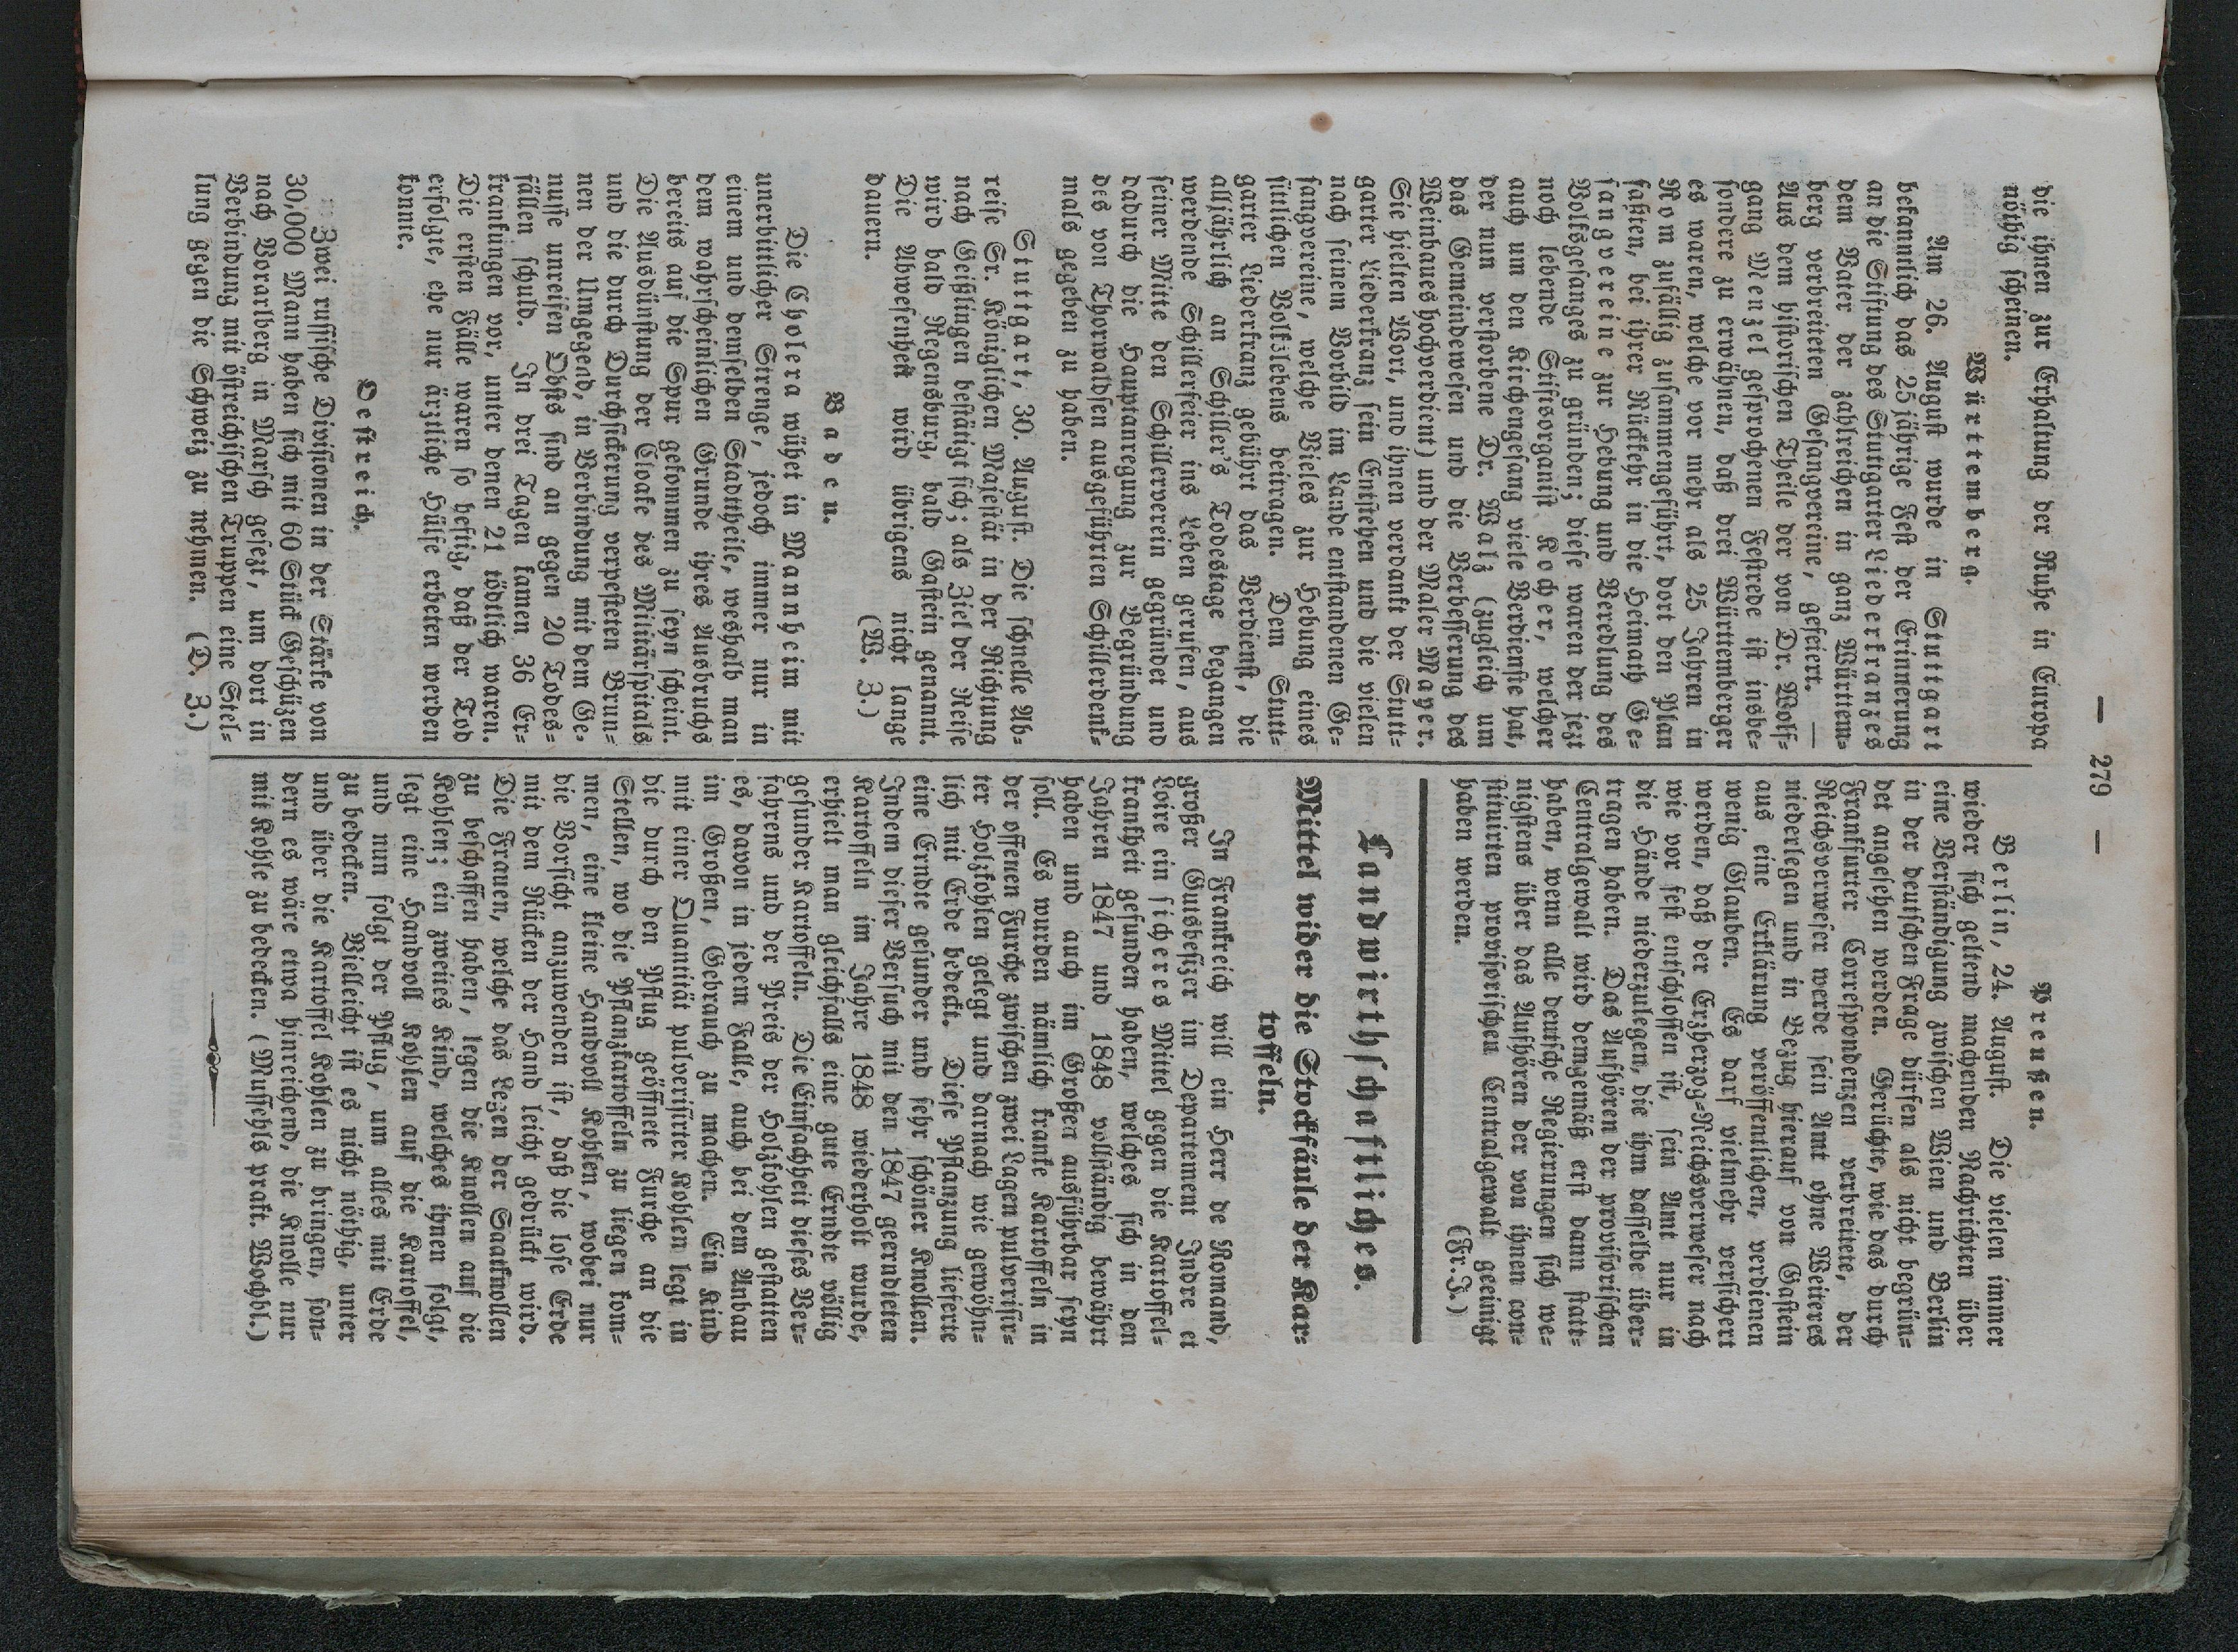 — 279 —
die ihnen zur Erhaltung der Ruhe in Europa
nöthig scheinen.
Württemberg.
Am 26. August wurde in Stuttgart
bekanntlich das 25jährige Fest der Erinnerung
an die Stiftung des Stuttgarter Liederkranzes
dem Vater der zahlreichen in ganz Württem-
berg verbreiteten Gesangvereine, gefeiert. —
Aus dem historischen Theile der von Dr. Wolf-
gang Menzel gesprochenen Festrede ist insbe-
sondere zu erwähnen, daß drei Württemberger
es waren, welche vor mehr als 25 Jahren in
Rom zufällig zusammengeführt, dort den Plan
faßten, bei ihrer Rückkehr in die Heimath Ge-
sangvereine zur Hebung und Veredlung des
Volksgesanges zu gründen; diese waren der jezt
noch lebende Stiftsorganist Kocher, welcher
auch um den Kirchengesang viele Verdienste hat,
der nun verstorbene Dr. Walz (zugleich um
das Gemeindewesen und die Verbesserung des
Weinbaues hochverdient) und der Maler Mayer.
Sie hielten Wort, und ihnen verdankt der Stutt-
garter Liederkranz sein Entstehen und die vielen
nach seinem Vorbild im Lande entstandenen Ge-
sangvereine, welche Vieles zur Hebung eines
sittlichen Volkslebens beitragen. Dem Stutt-
garter Liederkranz gebührt das Verdienst, die
alljährlich an Schiller's Todestage begangen
werdende Schillerfeier ins Leben gerufen, aus
seiner Mitte den Schillerverein gegründet und
dadurch die Hauptanregung zur Begründung
des von Thorwaldsen ausgeführten Schillerdenk-
mals gegeben zu haben.
Stuttgart, 30. August. Die schnelle Ab-
reise Sr. Königlichen Majestät in der Richtung
nach Geißlingen bestätigt sich; als Ziel der Reise
wird bald Regensburg, bald Gastein genannt.
Die Abwesenheit wird übrigens nicht lange
dauern. (W. Z.)
Baden.
Die Cholera wüthet in Mannheim mit
unerbittlicher Strenge, jedoch immer nur in
einem und demselben Stadttheile, weshalb man
dem wahrscheinlichen Grunde ihres Ausbruchs
bereits auf die Spur gekommen zu seyn scheint.
Die Ausdünstung der Cloake des Militärspitals
und die durch Durchsickerung verpesteten Brun-
nen der Umgegend, in Verbindung mit dem Ge-
nusse unreifen Obsts sind an gegen 20 Todes-
fällen schuld. In drei Tagen kamen 36 Er-
krankungen vor, unter denen 21 tödtlich waren.
Die ersten Fälle waren so heftig, daß der Tod
erfolgte, ehe nur ärztliche Hülfe erbeten werden
konnte.
Oestreich.
Zwei russische Divisionen in der Stärke von
30,000 Mann haben sich mit 60 Stück Geschüzen
nach Vorarlberg in Marsch gesezt, um dort in
Verbindung mit östreichischen Truppen eine Stel-
lung gegen die Schweiz zu nehmen. (D. Z.)
Preußen.
Berlin, 24. August. Die vielen immer
wieder sich geltend machenden Nachrichten über
eine Verständigung zwischen Wien und Berlin
in der deutschen Frage dürfen als nicht begrün-
det angesehen werden. Gerüchte, wie das durch
Frankfurter Correspondenzen verbreitete, der
Reichsverweser werde sein Amt ohne Weiteres
niederlegen und in Bezug hierauf von Gastein
aus eine Erklärung veröffentlichen, verdienen
wenig Glauben. Es darf vielmehr versichert
werden, daß der Erzherzog-Reichsverweser nach
wie vor fest entschlossen ist, sein Amt nur in
die Hände niederzulegen, die ihm dasselbe über-
tragen haben. Das Aufhören der provisorischen
Centralgewalt wird demgemäß erst dann statt-
haben, wenn alle deutsche Regierungen sich we-
nigstens über das Aufhören der von ihnen con-
stituirten provisorischen Centralgewalt geeinigt
haben werden. (Fr. J.)
Landwirthschaftliches.
Mittel wider die Stockfäule der Kar-
toffeln.
In Frankreich will ein Herr de Romand,
großer Gutsbesitzer im Departement Indre et
Loire ein sicheres Mittel gegen die Kartoffel-
krankheit gefunden haben, welches sich in den
Jahren 1847 und 1848 vollständig bewährt
haben und auch im Großen ausführbar seyn
soll. Es wurden nämlich kranke Kartoffeln in
der offenen Furche zwischen zwei Lagen pulverisir-
ter Holzkohlen gelegt und darnach wie gewöhn-
lich mit Erde bedeckt. Diese Pflanzung lieferte
eine Erndte gesunder und sehr schöner Knollen.
Indem dieser Versuch mit den 1847 geerndteten
Kartoffeln im Jahre 1848 wiederholt wurde,
erhielt man gleichfalls eine gute Erndte völlig
gesunder Kartoffeln. Die Einfachheit dieses Ver-
fahrens und der Preis der Holzkohlen gestatten
es, davon in jedem Falle, auch bei dem Anbau
im Großen, Gebrauch zu machen. Ein Kind
mit einer Quantität pulverisirter Kohlen legt in
die durch den Pflug geöffnete Furche an die
Stellen, wo die Pflanzkartoffeln zu liegen kom-
men, eine kleine Handvoll Kohlen, wobei nur
die Vorsicht anzuwenden ist, daß die lose Erde
mit dem Rücken der Hand leicht gedrückt wird.
Die Frauen, welche das Legen der Saatknollen
zu beschaffen haben, legen die Knollen auf die
Kohlen; ein zweites Kind, welches ihnen folgt,
legt eine Handvoll Kohlen auf die Kartoffel,
und nun folgt der Pflug, um alles mit Erde
zu bedecken. Vielleicht ist es nicht nöthig, unter
und über die Kartoffel Kohlen zu bringen, son-
dern es wäre etwa hinreichend, die Knolle nur
mit Kohle zu bedecken. (Muffehls prakt. Wochbl.)